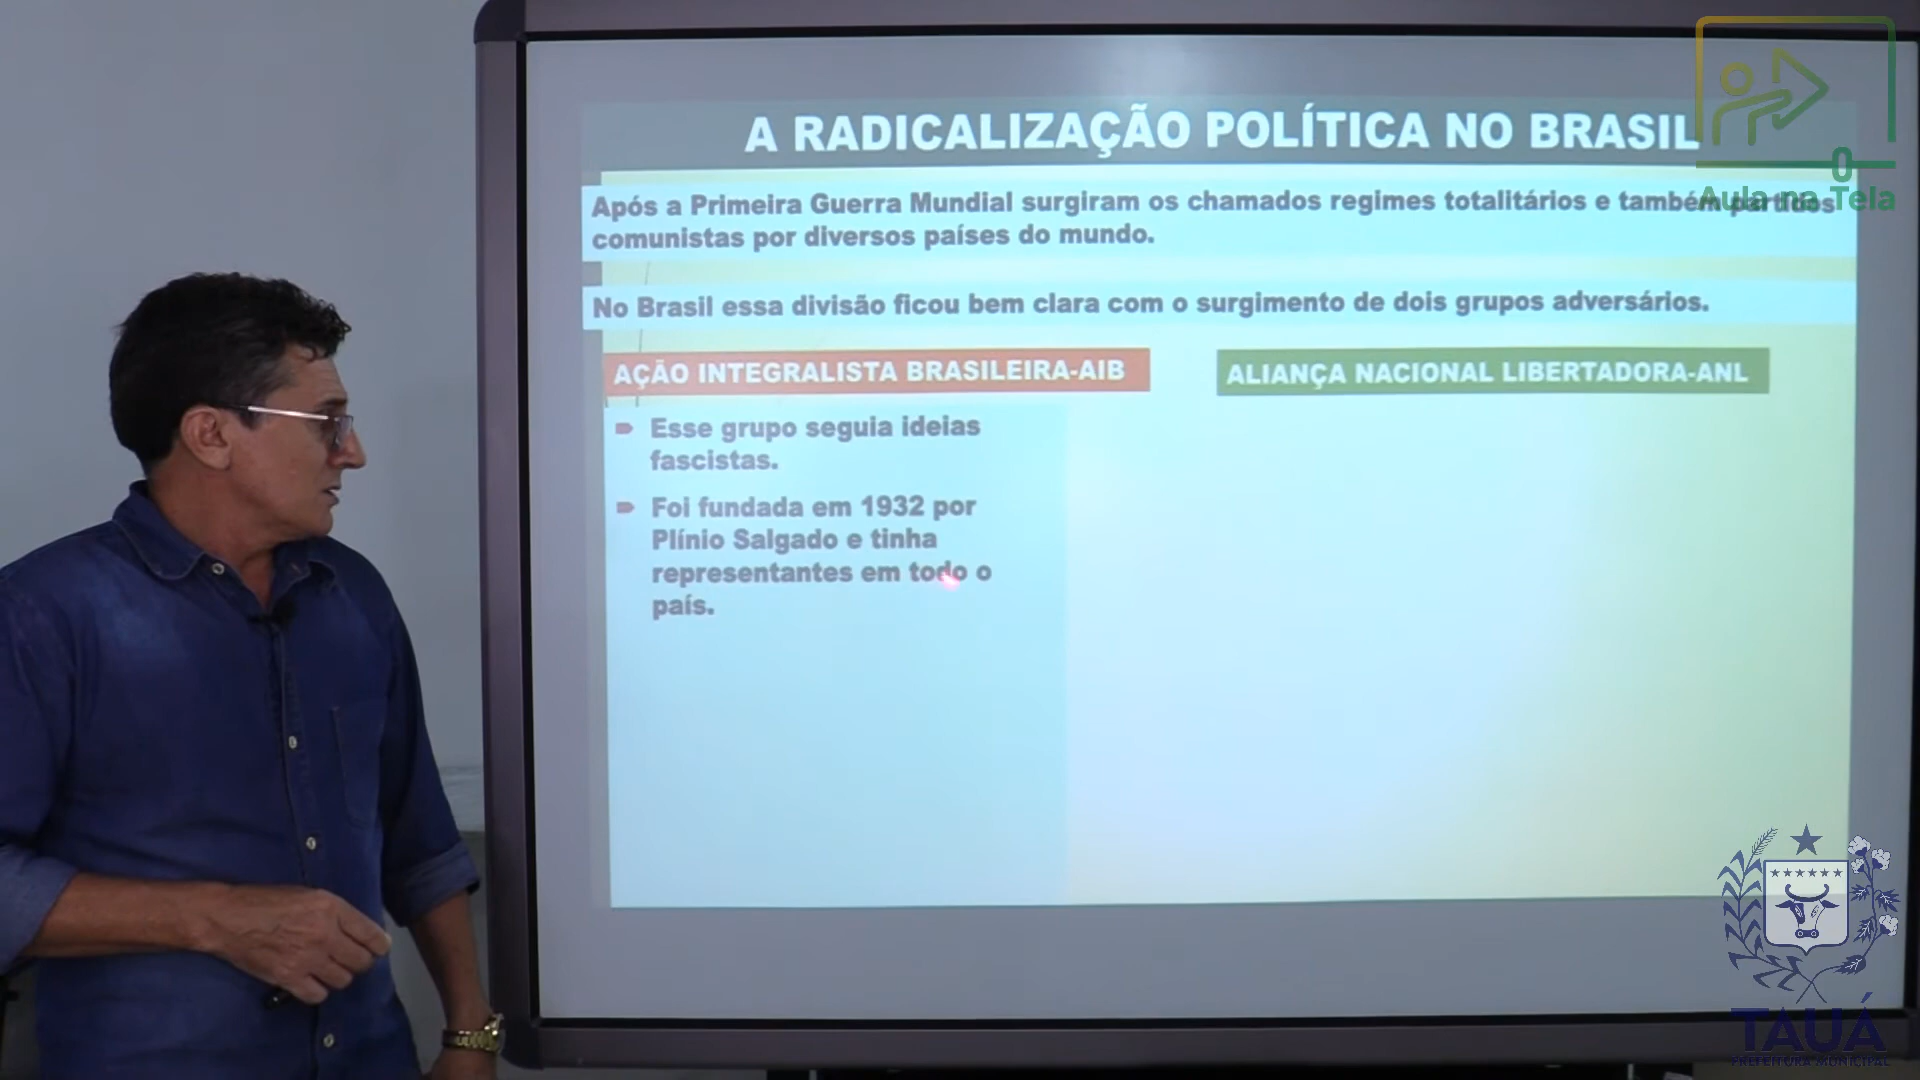 A RADICALIZAÇÃO POLÍTICA NO BRASIL
Após a Primeira Guerra Mundial surgiram os chamados regimes totalitários e também partidos
comunistas por diversos países do mundo.
No Brasil essa divisão ficou bem clara com o surgimento de dois grupos adversários.
AÇÃO INTEGRALISTA BRASILEIRA-AIB
Esse grupo seguia ideias
fascistas.
Foi fundada em 1932 por
Plínio Salgado e tinha
representantes em todo o
país.
ALIANÇA NACIONAL LIBERTADORA-ANL
Aula na Tela
TAUÁ
PREFEITURA MUNICIPAL